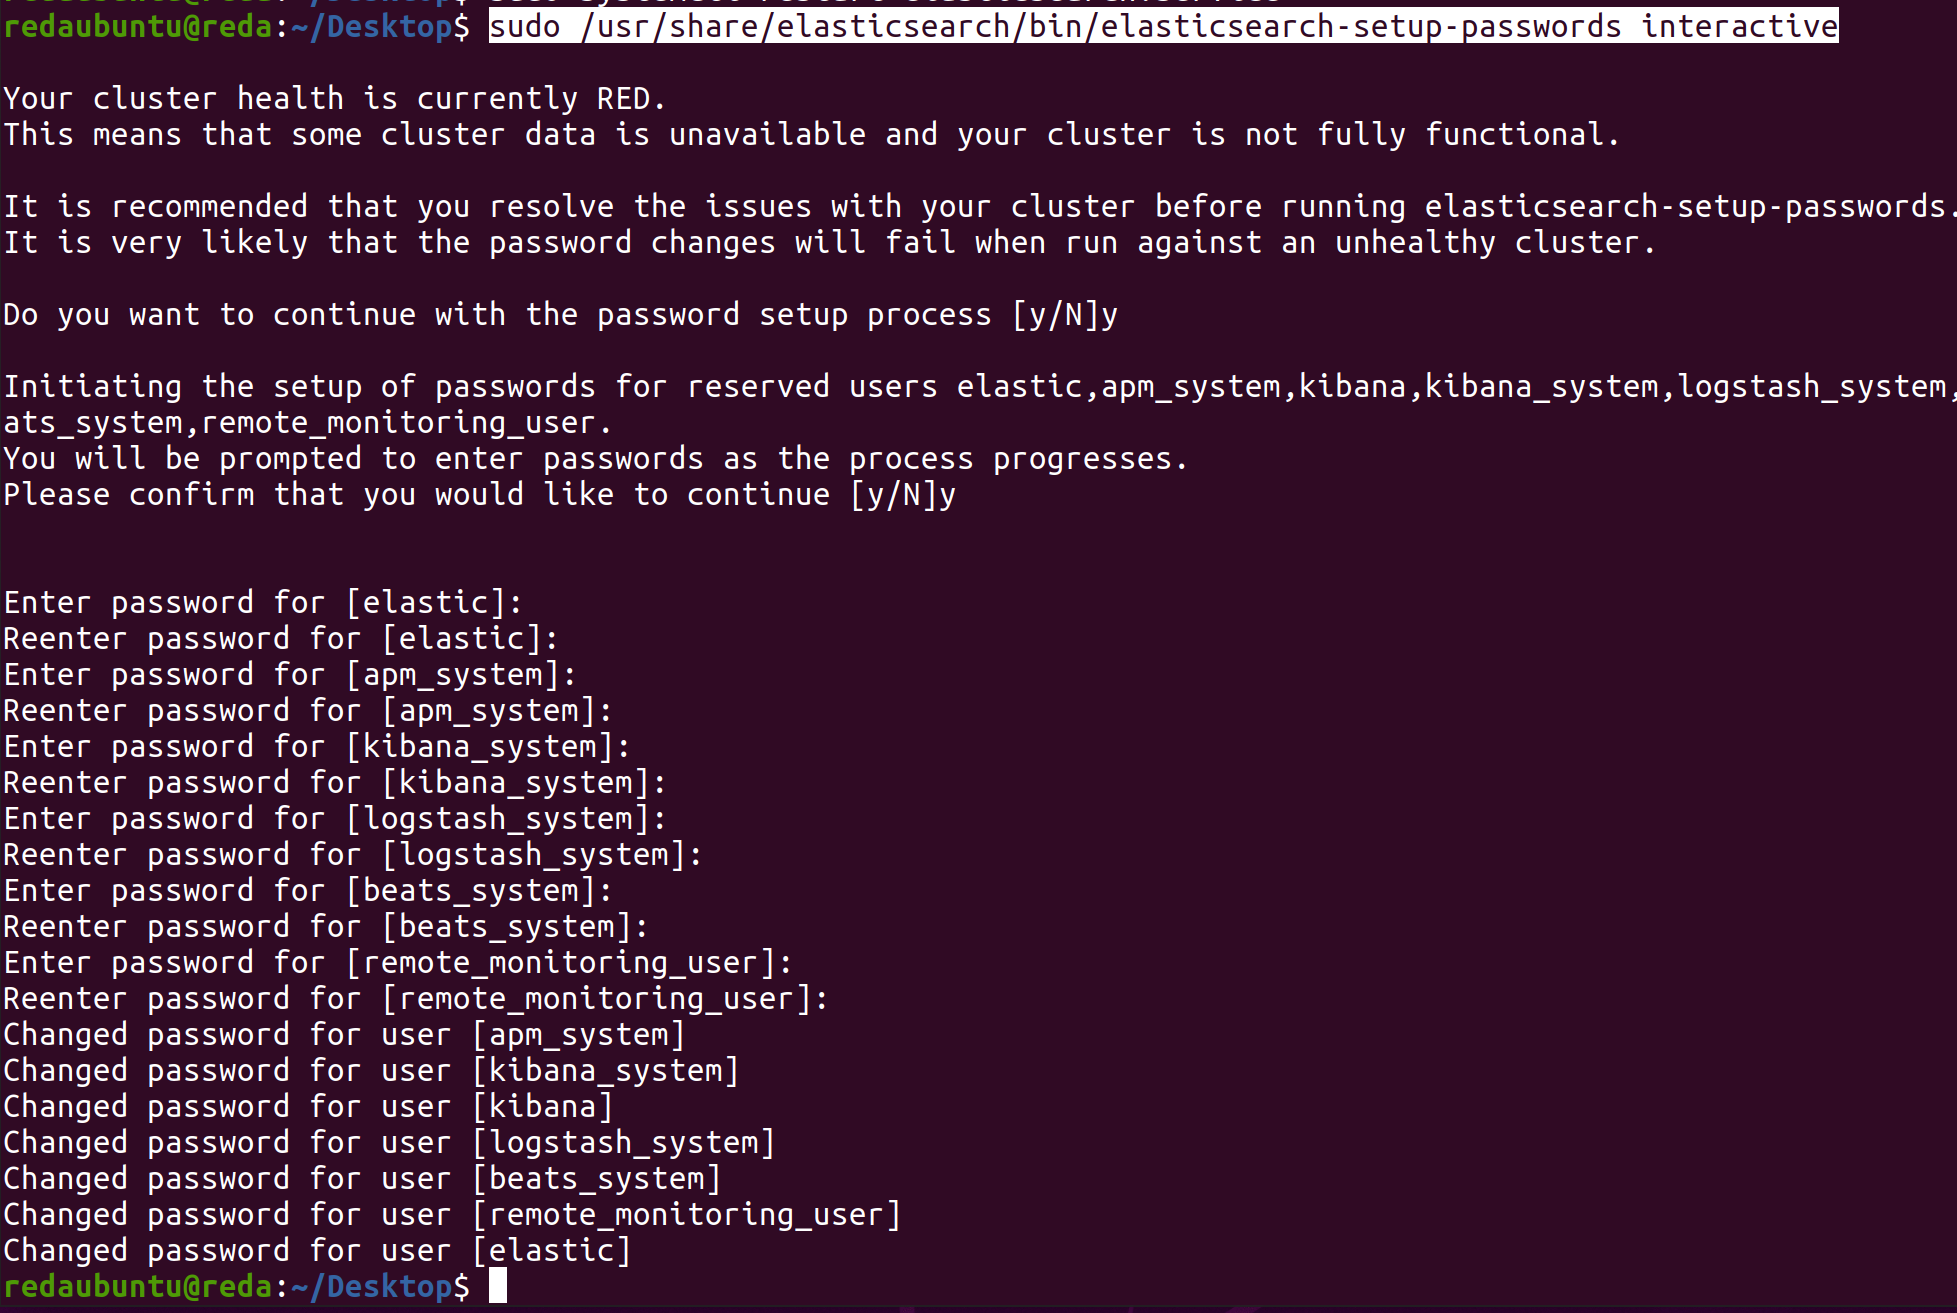 redaubuntu@reda:~/Desktop$ sudo /usr/share/elasticsearch/bin/elasticsearch-setup-passwords interactive
Your cluster health is currently RED.
This means that some cluster data is unavailable and your cluster is not fully functional.
It is recommended that you resolve the issues with your cluster before running elasticsearch-setup-passwords.
It is very likely that the password changes will fail when run against an unhealthy cluster.
Do you want to continue with the password setup process [y/N]y
Initiating the setup of passwords for reserved users elastic,apm_system,kibana,kibana_system,logstash_system,
ats_system,remote_monitoring_user.
You will be prompted to enter passwords as the process progresses.
Please confirm that you would like to continue [y/N]y
Enter password for [elastic]:
Reenter password for [elastic]:
Enter password for [apm_system]:
Reenter password for [apm_system]:
Enter password for [kibana_system]:
Reenter password for [kibana_system]:
Enter password for [logstash_system]:
Reenter password for [logstash_system]:
Enter password for [beats_system]:
Reenter password for [beats_system]:
Enter password for [remote_monitoring_user]:
Reenter password for [remote_monitoring_user]:
Changed password for user [apm_system]
Changed password for user [kibana_system]
Changed password for user [kibana]
Changed password for user [logstash_system]
Changed password for user [beats_system]
Changed password for user [remote_monitoring_user]
Changed password for user [elastic]
redaubuntu@reda:~/Desktop$